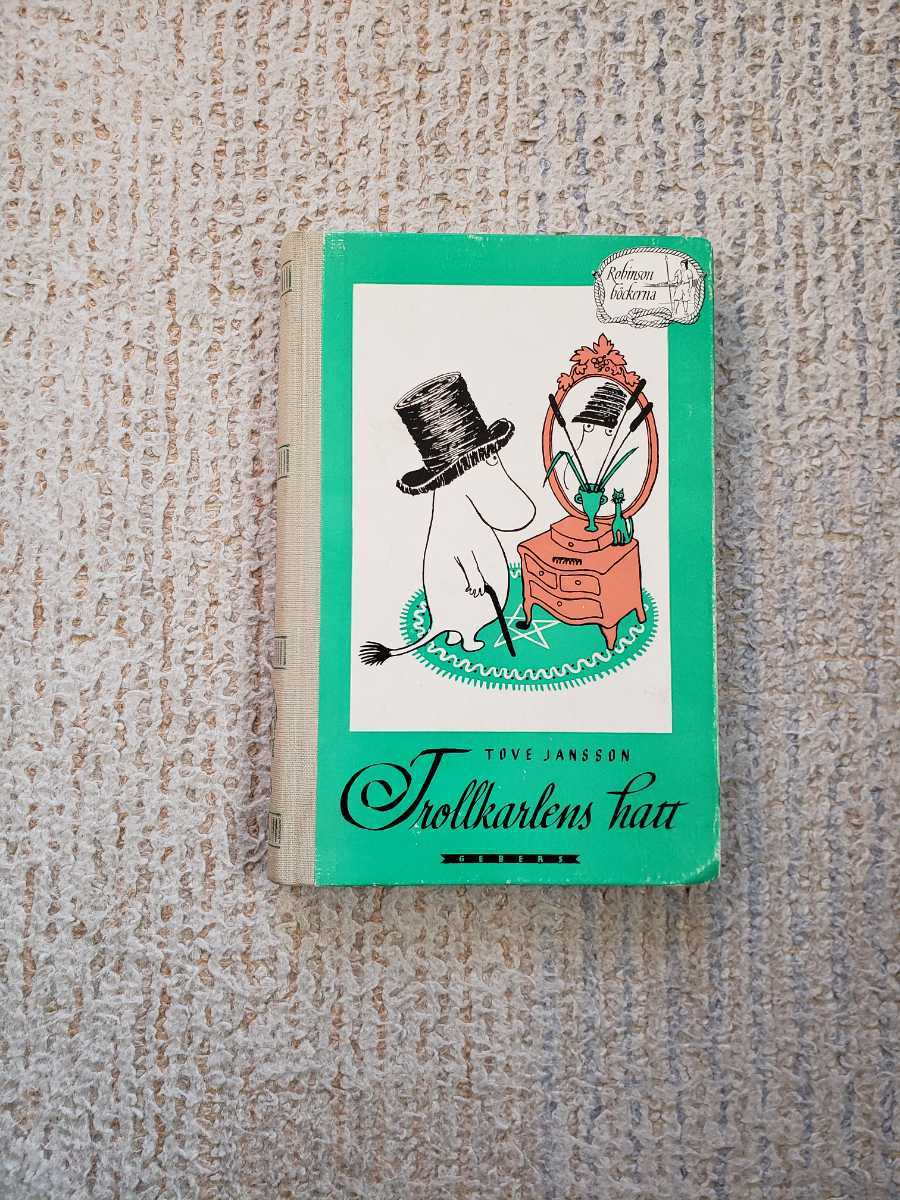 Robinson
böckerna
TOVE JANSSON
Trollkarlens hatt
GEBERS